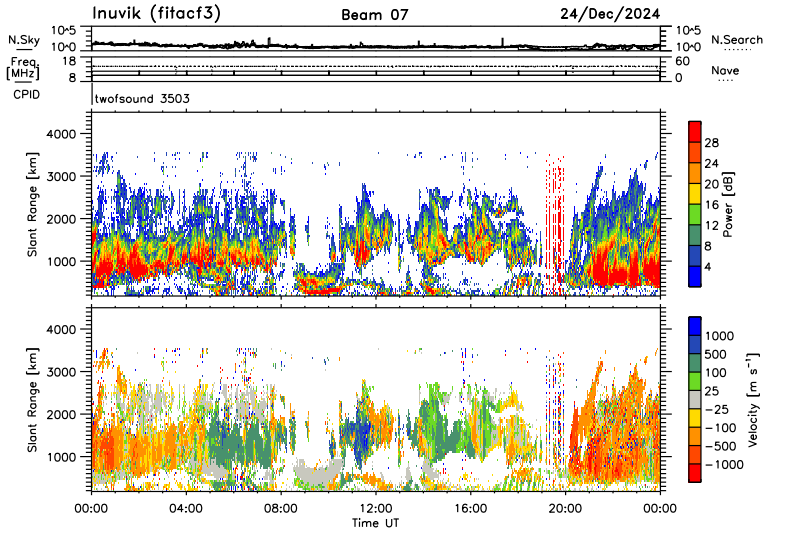 Inuvik (fitacf3) Beam 07 24/Dec/2024
N.Sky 10^5 10^5 N.Search
10^0 10^0
Freq. [MHz] 18 60 Nave
8 0
CPID twofsound 3503
Slant Range [km] 4000 3000 2000 1000
Power [dB] 28 24 20 16 12 8 4
Slant Range [km] 4000 3000 2000 1000
Velocity [m s^-1] 1000 500 100 25 -25 -100 -500 -1000
00:00 04:00 08:00 12:00 16:00 20:00 00:00
Time UT